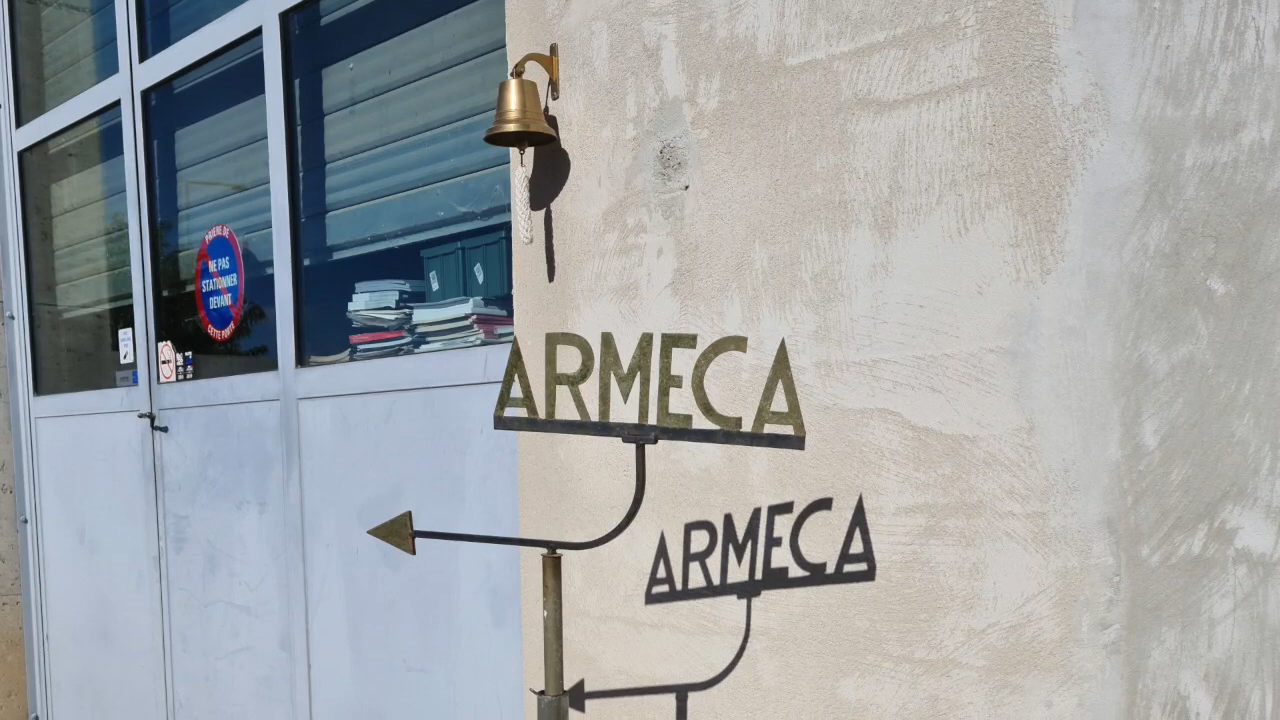 PRIERE DE
NE PAS
STATIONNER
DEVANT
CETTE PORTE
ARMECA
ARMECA